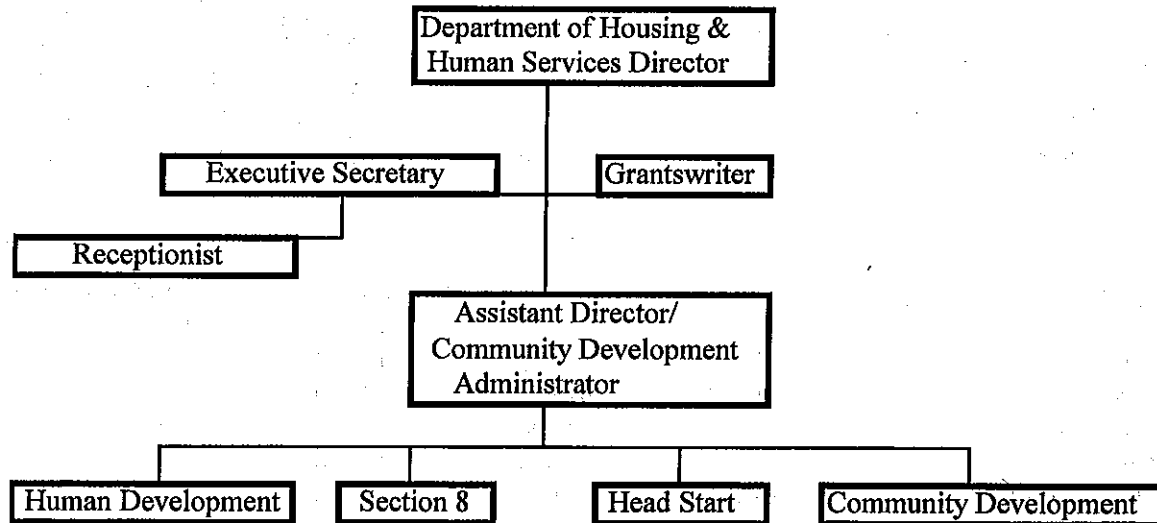 Department of Housing &
Human Services Director
Executive Secretary
Grantswriter
Receptionist
Assistant Director/
Community Development
Administrator
Human Development
Section 8
Head Start
Community Development